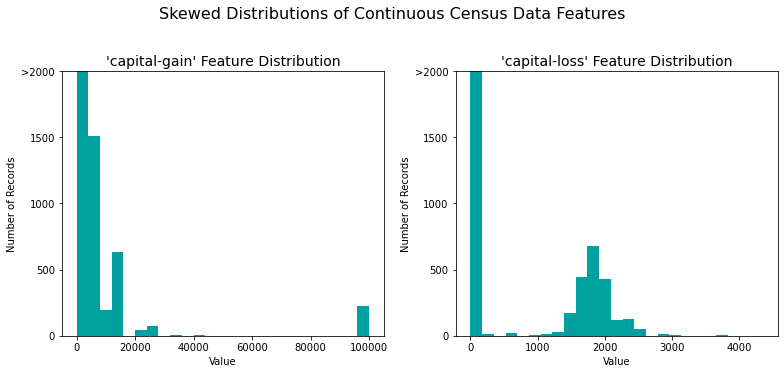 Skewed Distributions of Continuous Census Data Features
'capital-gain' Feature Distribution
>2000
1500
1000
500
0
Number of Records
0 20000 40000 60000 80000 100000
Value
'capital-loss' Feature Distribution
>2000
1500
1000
500
0
Number of Records
0 1000 2000 3000 4000
Value